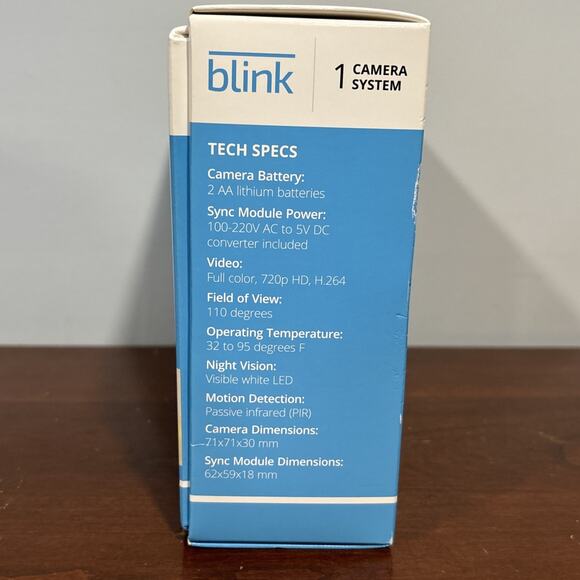 blink
1 CAMERA
SYSTEM
TECH SPECS
Camera Battery:
2 AA lithium batteries
Sync Module Power:
100-220V AC to 5V DC
converter included
Video:
Full color, 720p HD, H.264
Field of View:
110 degrees
Operating Temperature:
32 to 95 degrees F
Night Vision:
Visible white LED
Motion Detection:
Passive infrared (PIR)
Camera Dimensions:
71x71x30 mm
Sync Module Dimensions:
62x59x18 mm